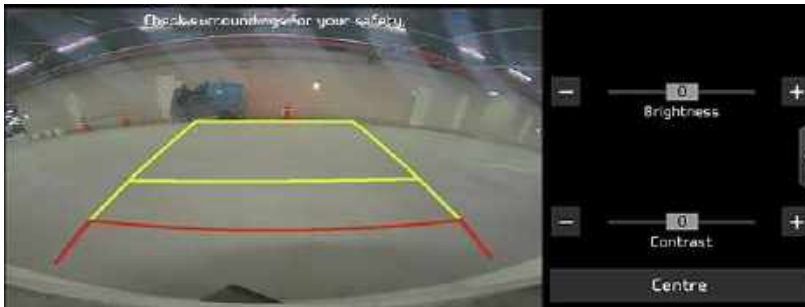 Check surroundings for your safety.
− 0 +
Brightness
− 0 +
Contrast
Centre